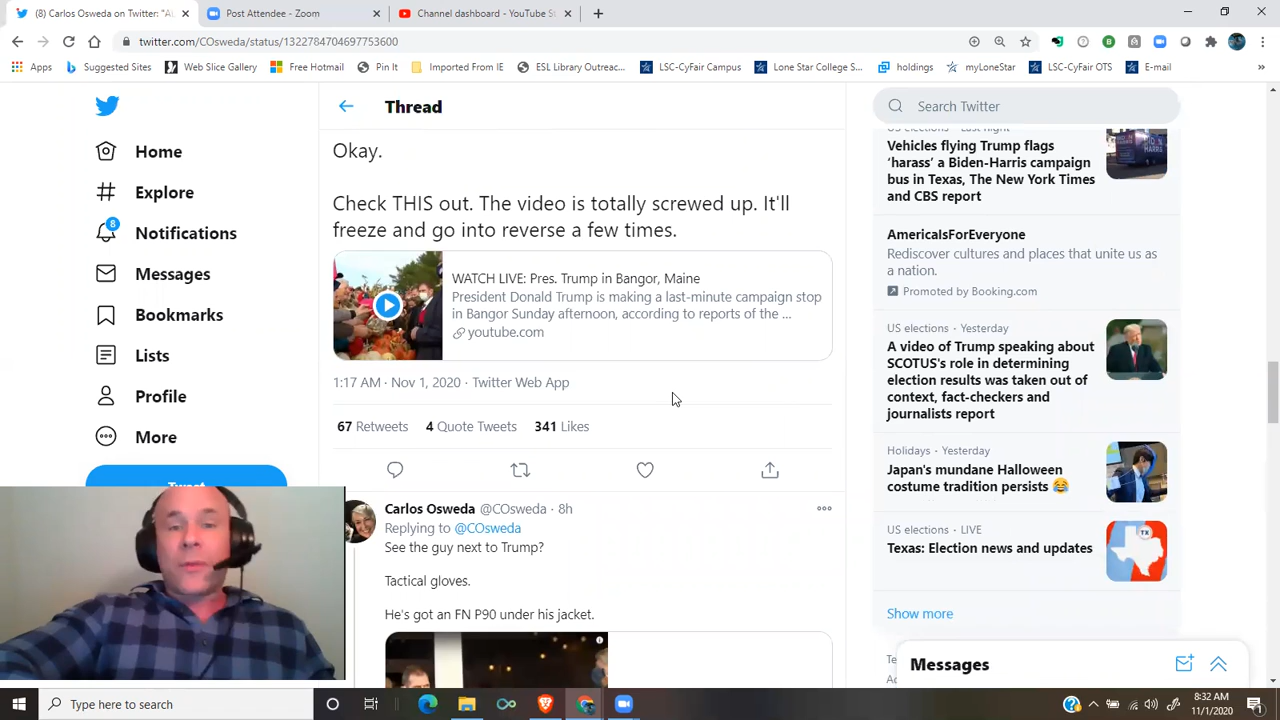 (8) Carlos Osweda on Twitter: "AL
Post Attendee - Zoom
Channel dashboard - YouTube St
twitter.com/COsweda/status/1322784704697753600
Apps
Suggested Sites
Web Slice Gallery
Free Hotmail
Pin It
Imported From IE
ESL Library Outreac...
LSC-CyFair Campus
Lone Star College S...
holdings
myLoneStar
LSC-CyFair OTS
E-mail
Home
Explore
8
Notifications
Messages
Bookmarks
Lists
Profile
More
Tweet
Thread
Okay.
Check THIS out. The video is totally screwed up. It'll
freeze and go into reverse a few times.
WATCH LIVE: Pres. Trump in Bangor, Maine
President Donald Trump is making a last-minute campaign stop
in Bangor Sunday afternoon, according to reports of the ...
youtube.com
1:17 AM · Nov 1, 2020 · Twitter Web App
67 Retweets 4 Quote Tweets 341 Likes
Carlos Osweda @COsweda · 8h
Replying to @COsweda
See the guy next to Trump?
Tactical gloves.
He's got an FN P90 under his jacket.
Search Twitter
US elections · Last night
Vehicles flying Trump flags
'harass' a Biden-Harris campaign
bus in Texas, The New York Times
and CBS report
AmericaIsForEveryone
Rediscover cultures and places that unite us as
a nation.
Promoted by Booking.com
US elections · Yesterday
A video of Trump speaking about
SCOTUS's role in determining
election results was taken out of
context, fact-checkers and
journalists report
Holidays · Yesterday
Japan's mundane Halloween
costume tradition persists 😂
US elections · LIVE
Texas: Election news and updates
TX
Show more
Messages
Type here to search
8:32 AM
11/1/2020